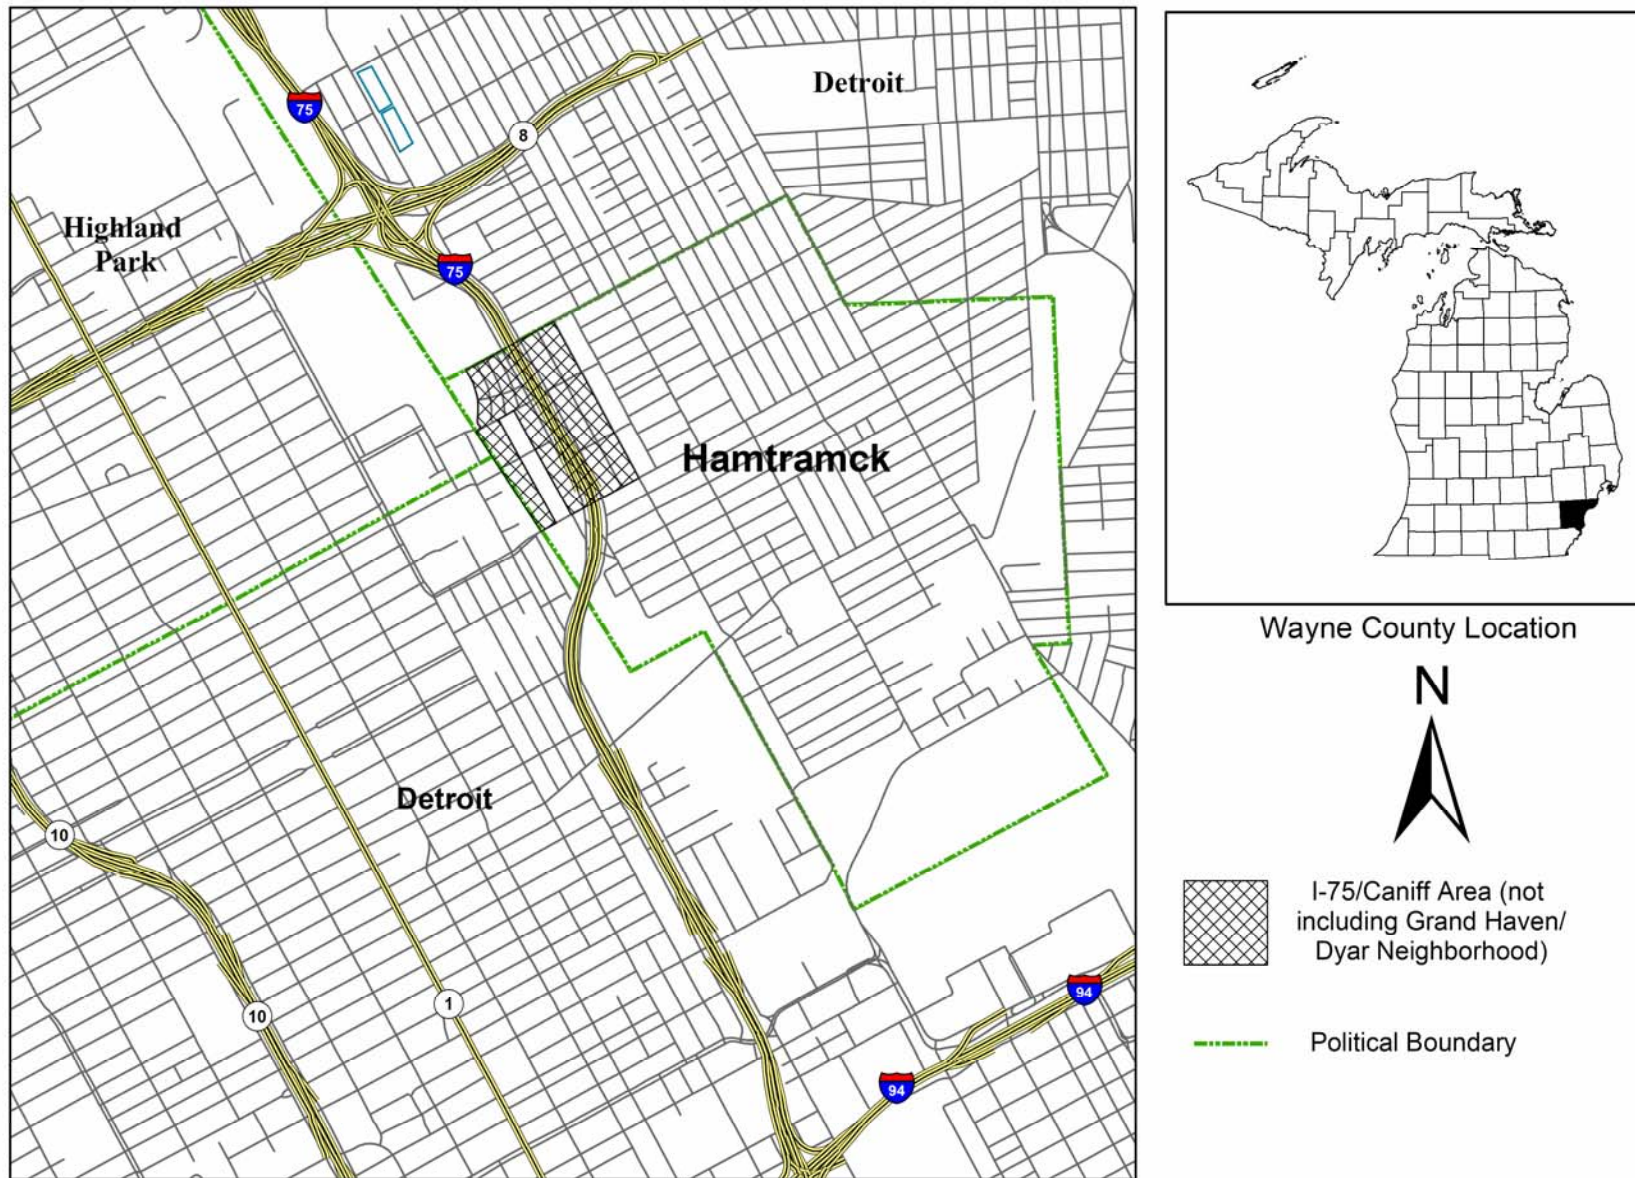 Detroit
75
8
Highland
Park
75
Hamtramck
Detroit
10
10
1
94
94
Wayne County Location
N
I-75/Caniff Area (not
including Grand Haven/
Dyar Neighborhood)
Political Boundary